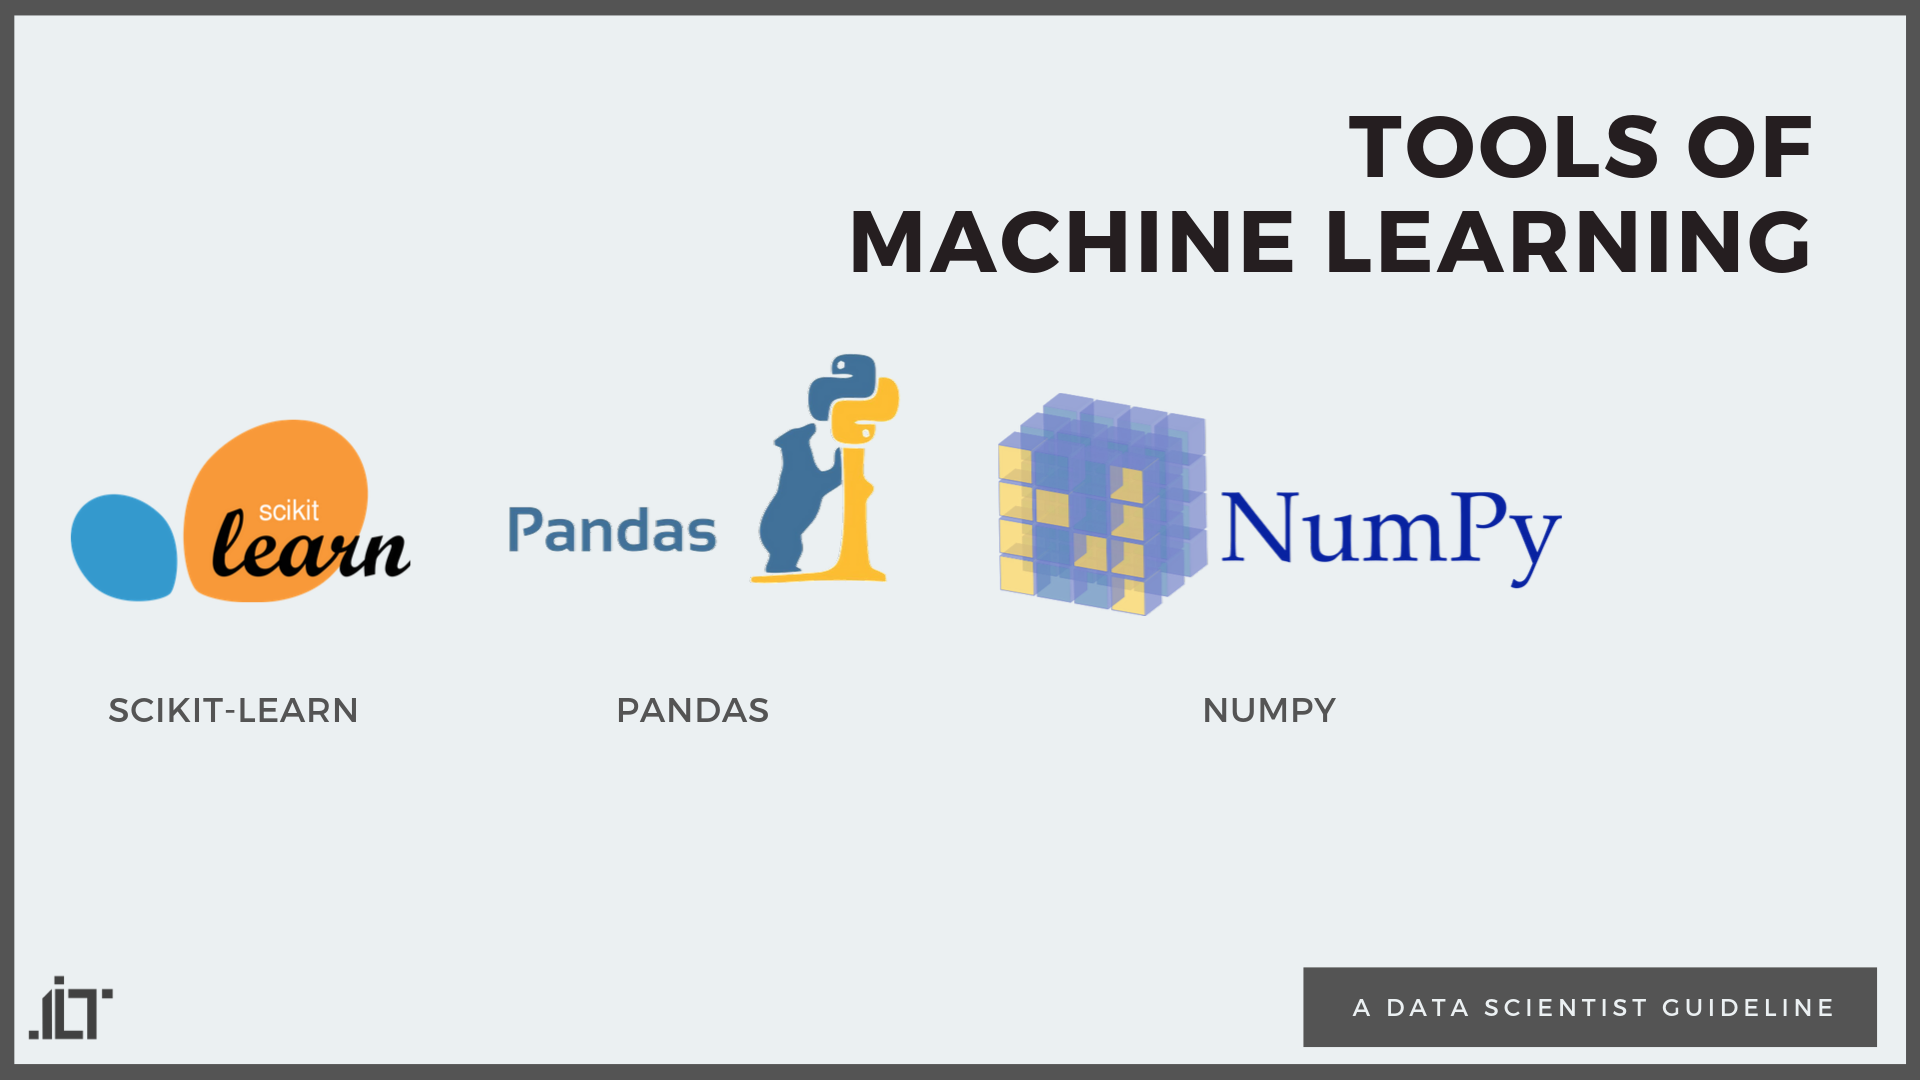 TOOLS OF
MACHINE LEARNING
scikit
learn
Pandas
NumPy
SCIKIT-LEARN
PANDAS
NUMPY
A DATA SCIENTIST GUIDELINE